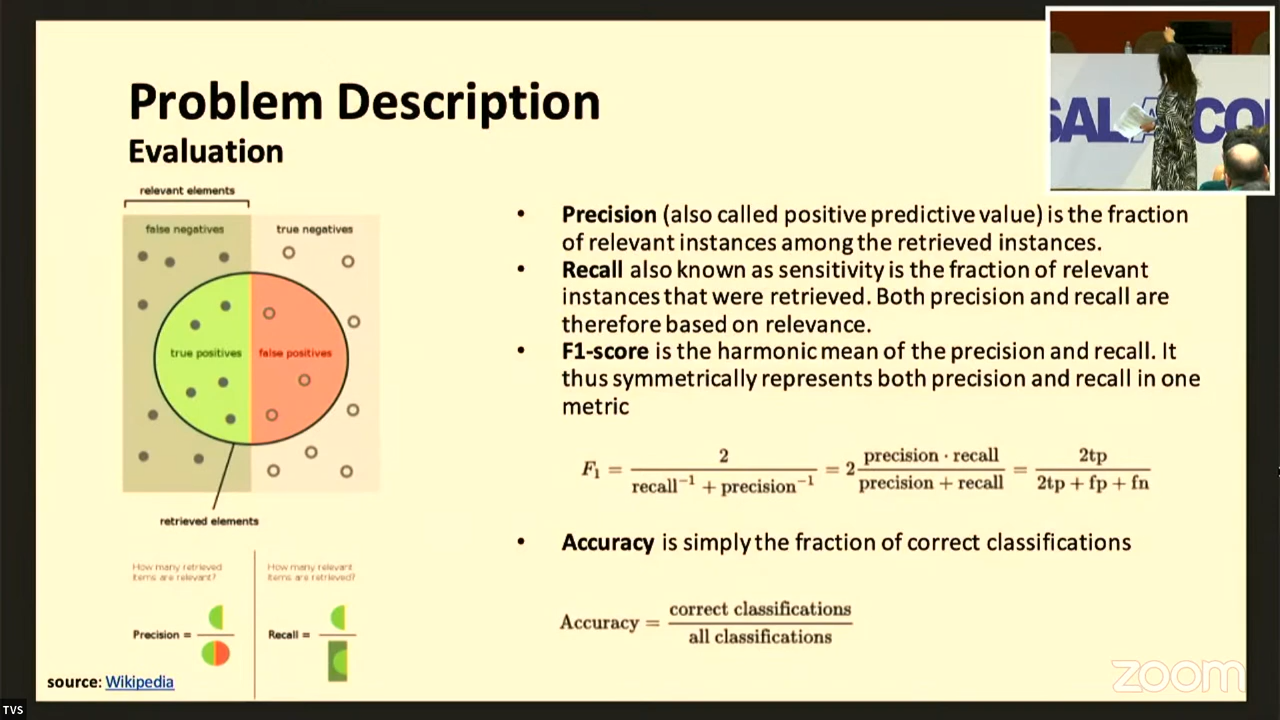 Problem Description
Evaluation
relevant elements
false negatives
true negatives
true positives
false positives
retrieved elements
How many retrieved
items are relevant?
Precision =
How many relevant
items are retrieved?
Recall =
source: Wikipedia
• Precision (also called positive predictive value) is the fraction
of relevant instances among the retrieved instances.
• Recall also known as sensitivity is the fraction of relevant
instances that were retrieved. Both precision and recall are
therefore based on relevance.
• F1-score is the harmonic mean of the precision and recall. It
thus symmetrically represents both precision and recall in one
metric
F₁ = 2 / (recall⁻¹ + precision⁻¹) = 2 (precision · recall) / (precision + recall) = 2tp / (2tp + fp + fn)
• Accuracy is simply the fraction of correct classifications
Accuracy = correct classifications / all classifications
SAL A CO
zoom
TVS